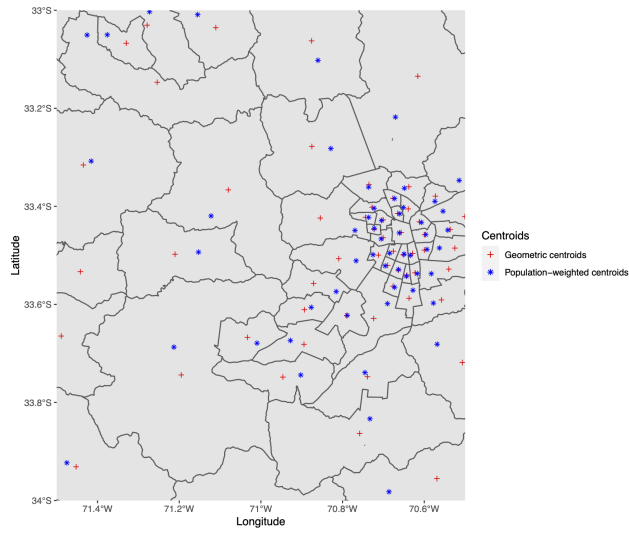 33°S
33.2°S
33.4°S
33.6°S
33.8°S
34°S
Latitude
71.4°W 71.2°W 71°W 70.8°W 70.6°W
Longitude
Centroids
Geometric centroids
Population−weighted centroids